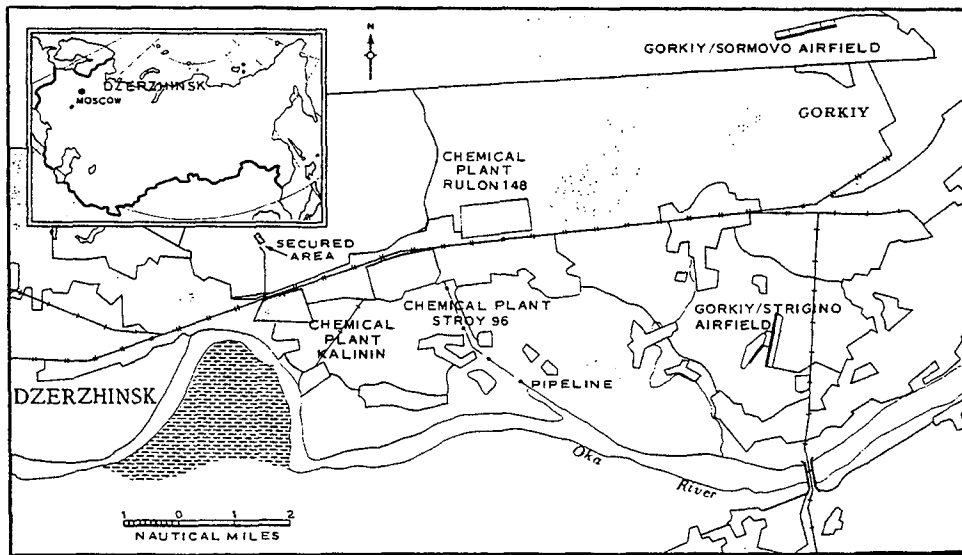 N
GORKIY/SORMOVO AIRFIELD
DZERZHINSK
MOSCOW
GORKIY
CHEMICAL
PLANT
RULON 148
SECURED
AREA
CHEMICAL PLANT
STROY 96
CHEMICAL
PLANT
KALININ
GORKIY/STRIGINO
AIRFIELD
PIPELINE
DZERZHINSK
Oka
River
1 0 1 2
NAUTICAL MILES